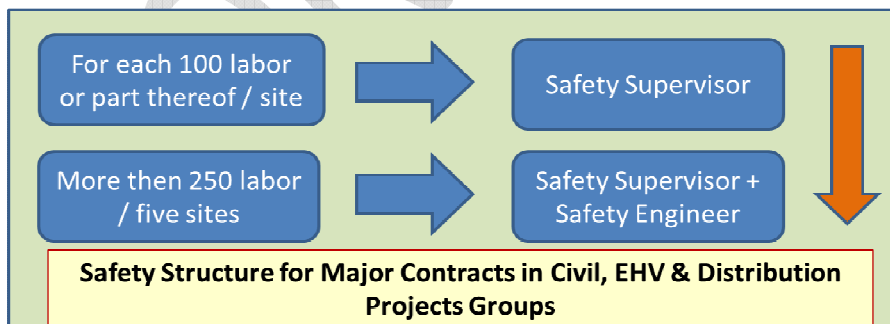 For each 100 labor
or part thereof / site
Safety Supervisor
More then 250 labor
/ five sites
Safety Supervisor +
Safety Engineer
Safety Structure for Major Contracts in Civil, EHV & Distribution
Projects Groups